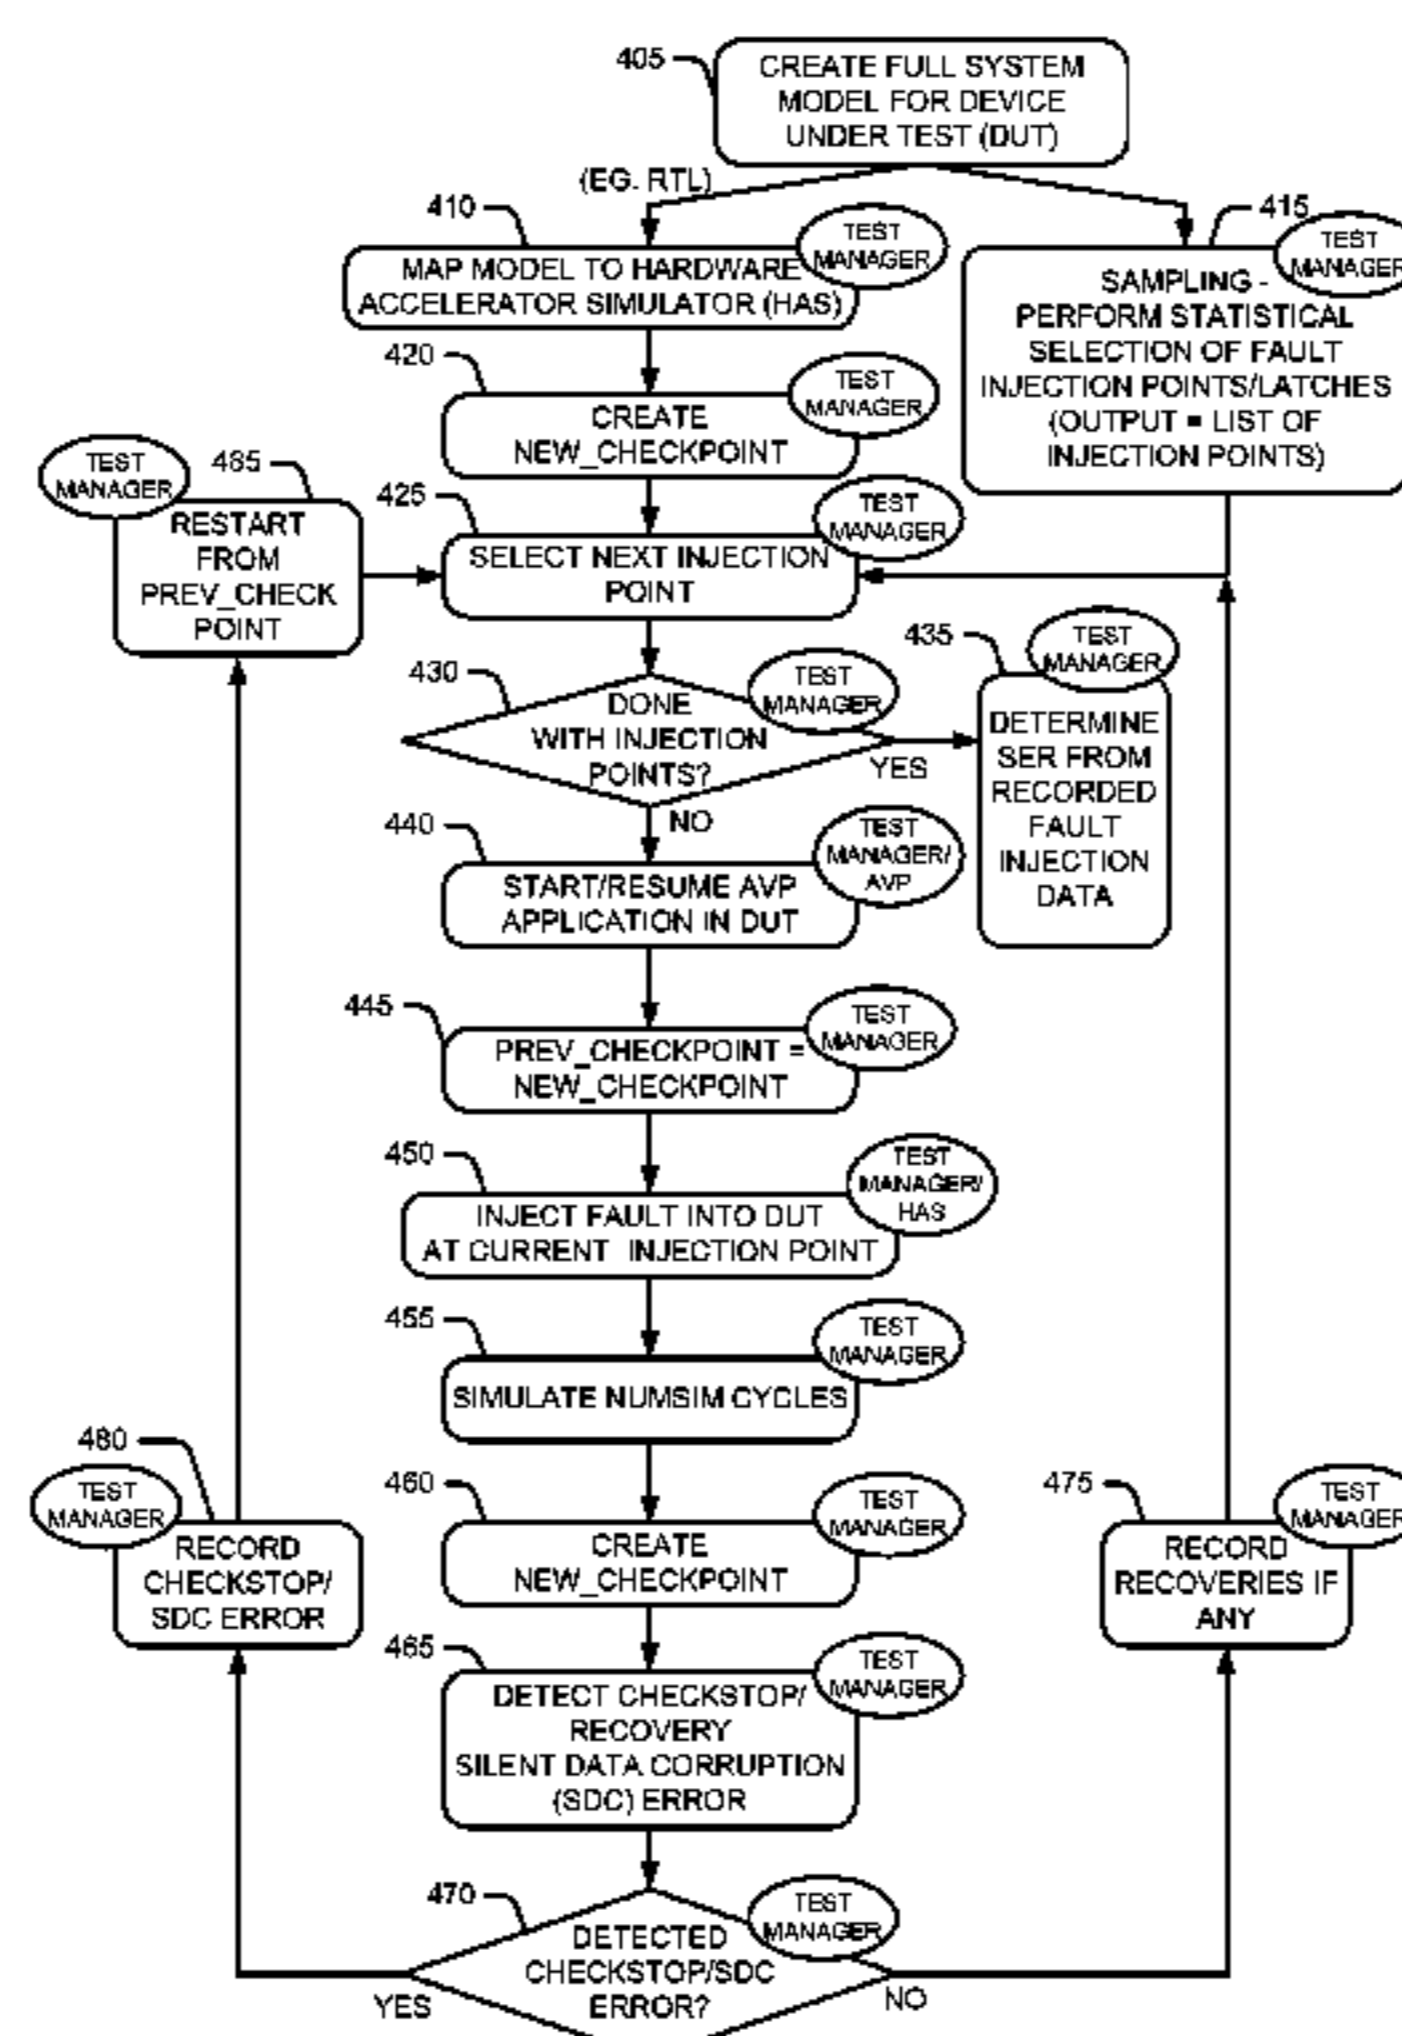 405
CREATE FULL SYSTEM
MODEL FOR DEVICE
UNDER TEST (DUT)
(EG. RTL)
410
TEST
MANAGER
MAP MODEL TO HARDWARE
ACCELERATOR SIMULATOR (HAS)
415
TEST
MANAGER
SAMPLING -
PERFORM STATISTICAL
SELECTION OF FAULT
INJECTION POINTS/LATCHES
(OUTPUT = LIST OF
INJECTION POINTS)
420
TEST
MANAGER
CREATE
NEW_CHECKPOINT
TEST
MANAGER
485
RESTART
FROM
PREV_CHECK
POINT
425
TEST
MANAGER
SELECT NEXT INJECTION
POINT
430
TEST
MANAGER
DONE
WITH INJECTION
POINTS?
YES
NO
435
TEST
MANAGER
DETERMINE
SER FROM
RECORDED
FAULT
INJECTION
DATA
440
TEST
MANAGER/
AVP
START/RESUME AVP
APPLICATION IN DUT
445
TEST
MANAGER
PREV_CHECKPOINT =
NEW_CHECKPOINT
450
TEST
MANAGER/
HAS
INJECT FAULT INTO DUT
AT CURRENT INJECTION POINT
455
TEST
MANAGER
SIMULATE NUMSIM CYCLES
460
TEST
MANAGER
CREATE
NEW_CHECKPOINT
465
TEST
MANAGER
DETECT CHECKSTOP/
RECOVERY
SILENT DATA CORRUPTION
(SDC) ERROR
470
TEST
MANAGER
DETECTED
CHECKSTOP/SDC
ERROR?
YES
NO
480
TEST
MANAGER
RECORD
CHECKSTOP/
SDC ERROR
475
TEST
MANAGER
RECORD
RECOVERIES IF
ANY